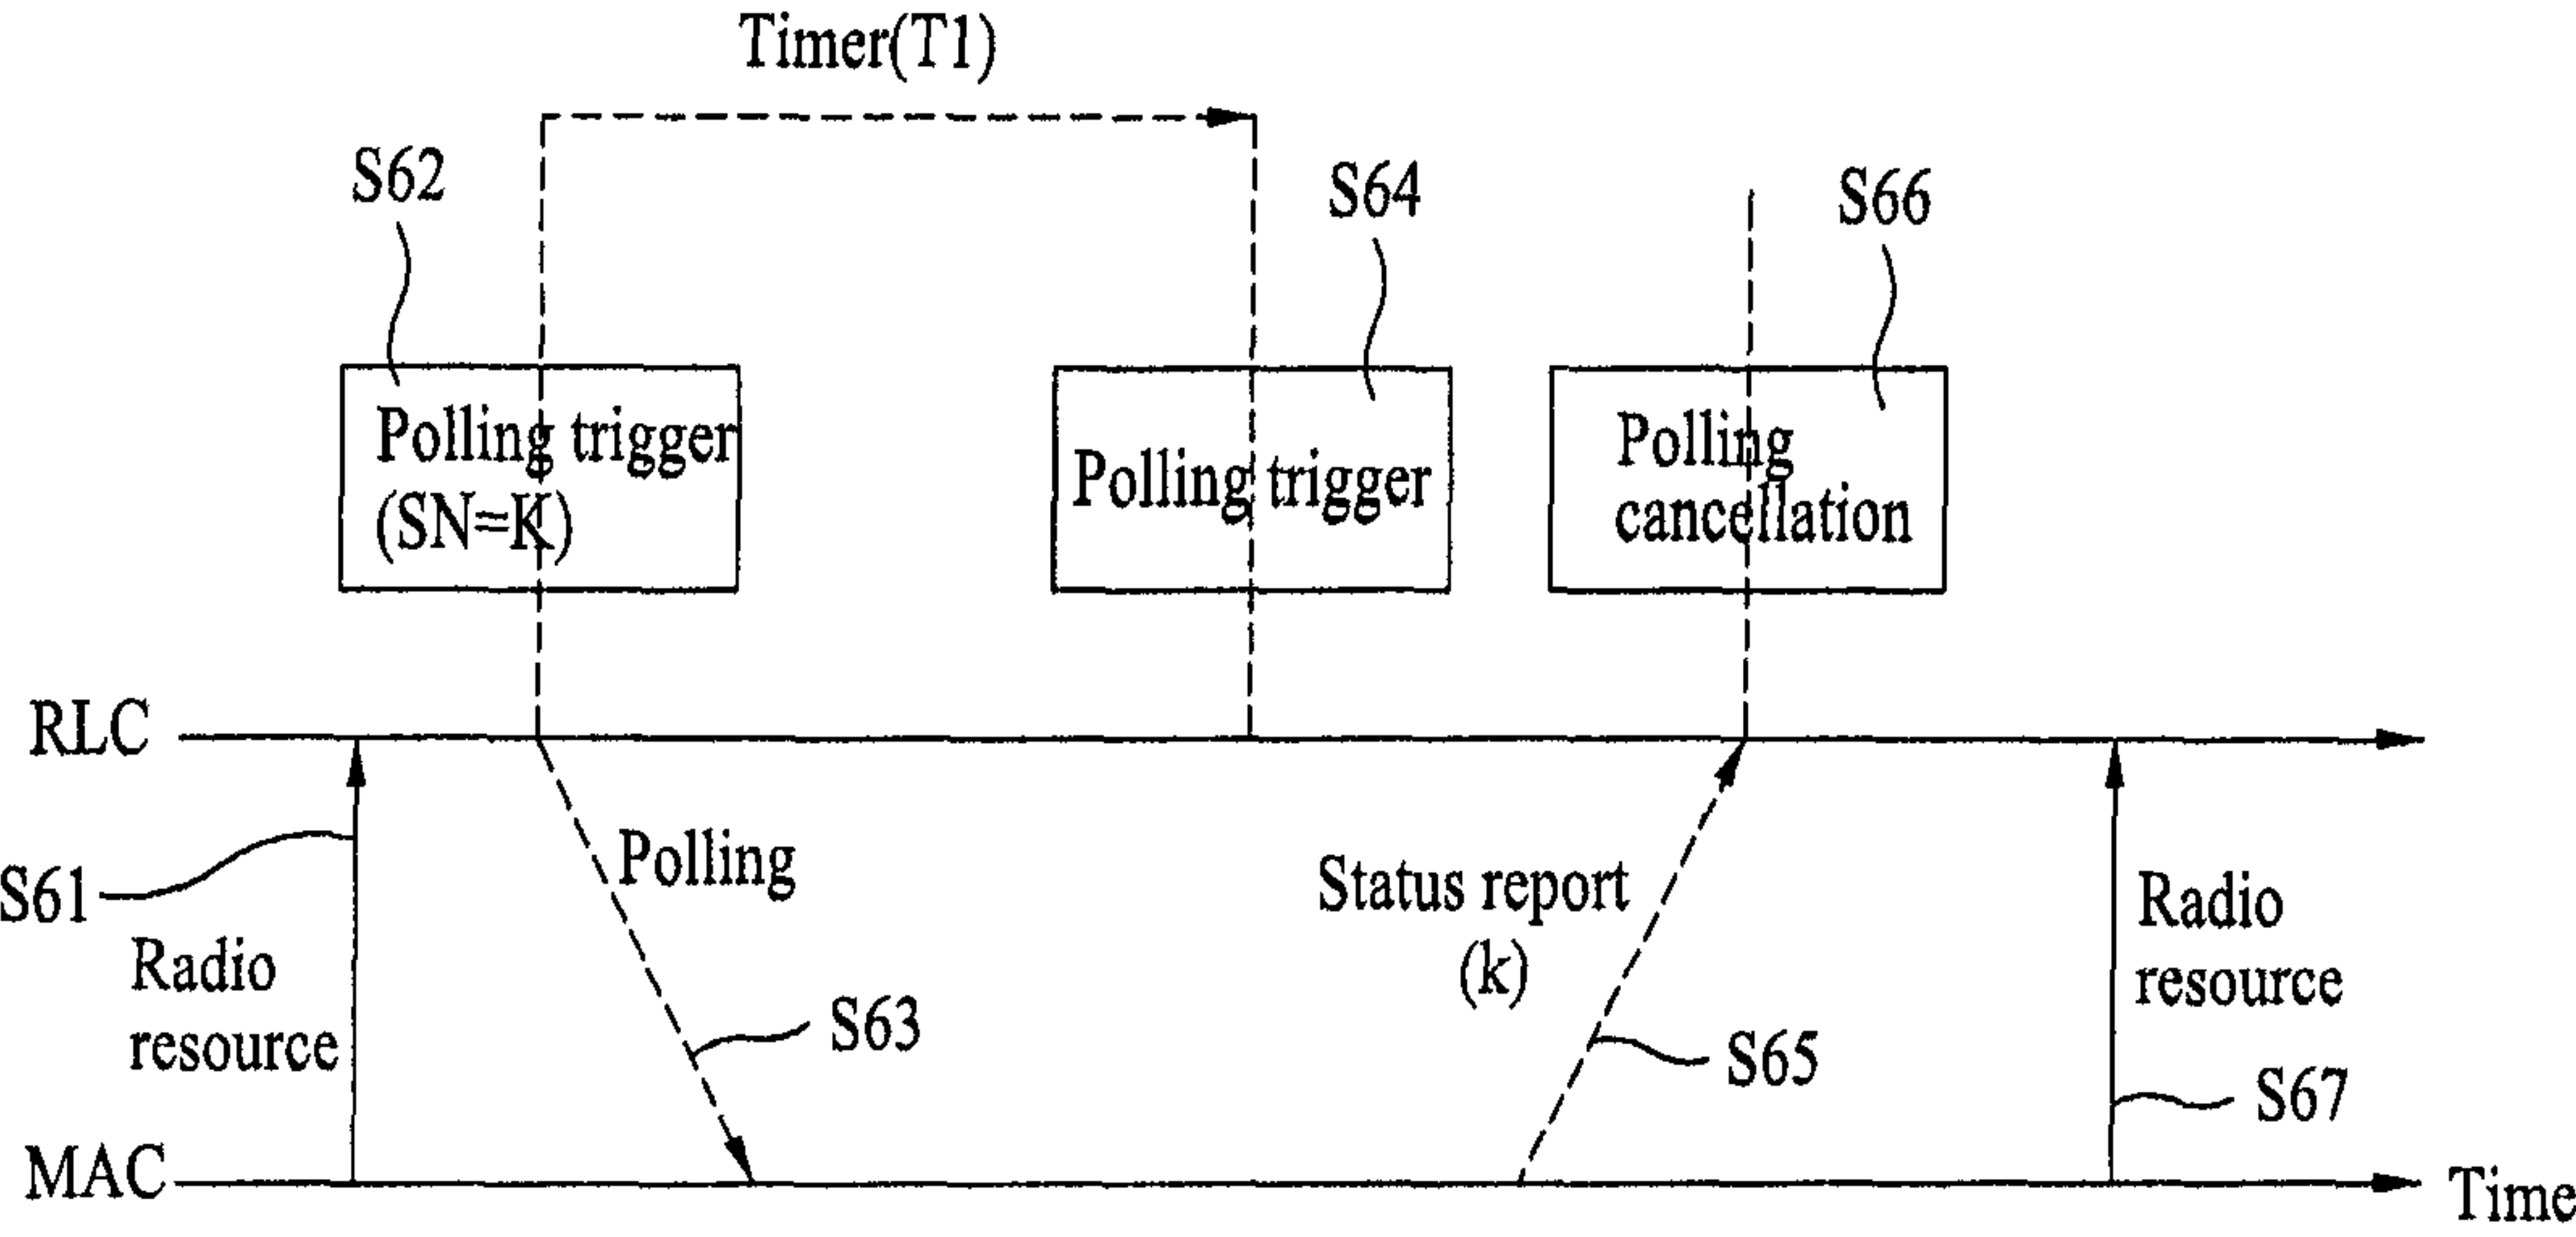 Timer(T1)
S62
S64
S66
Polling trigger
(SN=K)
Polling trigger
Polling
cancellation
RLC
S61
Radio
resource
Polling
S63
Status report
(k)
S65
Radio
resource
S67
MAC
Time